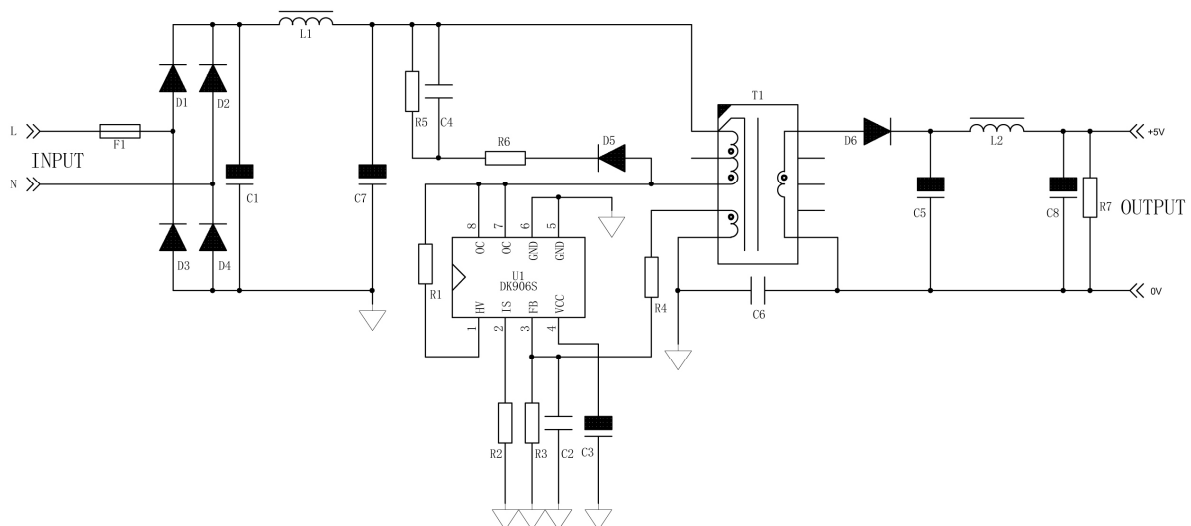 L1
T1
D1
D2
R5
C4
L
F1
R6
D5
D6
L2
+5V
INPUT
N
C1
C7
C5
C8
R7
OUTPUT
8
7
6
5
OC
OC
GND
GND
D3
D4
R1
U1
DK906S
R4
HV
IS
FB
VCC
C6
0V
1
2
3
4
R2
R3
C2
C3